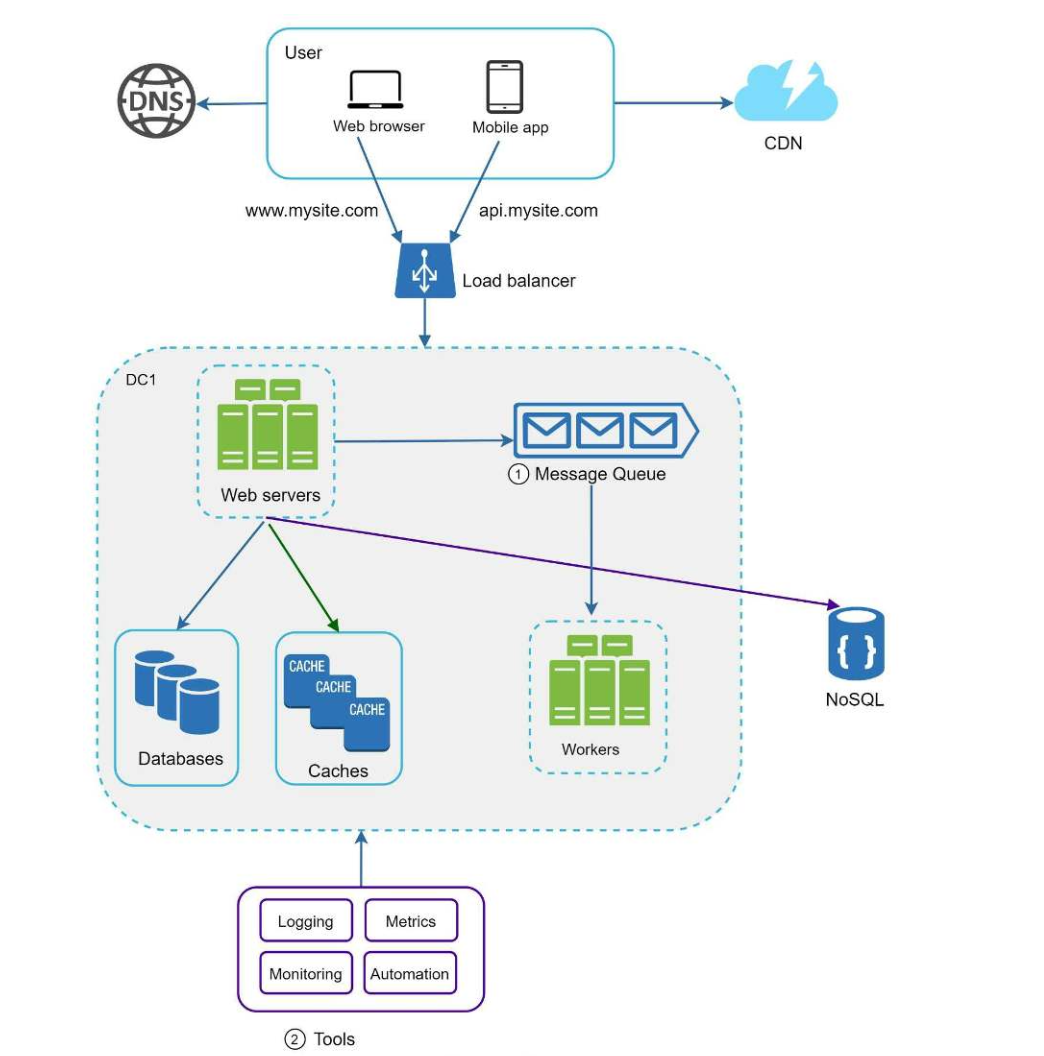 User
DNS
Web browser
Mobile app
CDN
www.mysite.com
api.mysite.com
Load balancer
DC1
Web servers
① Message Queue
CACHE
CACHE
CACHE
Databases
Caches
Workers
{ }
NoSQL
Logging
Metrics
Monitoring
Automation
② Tools